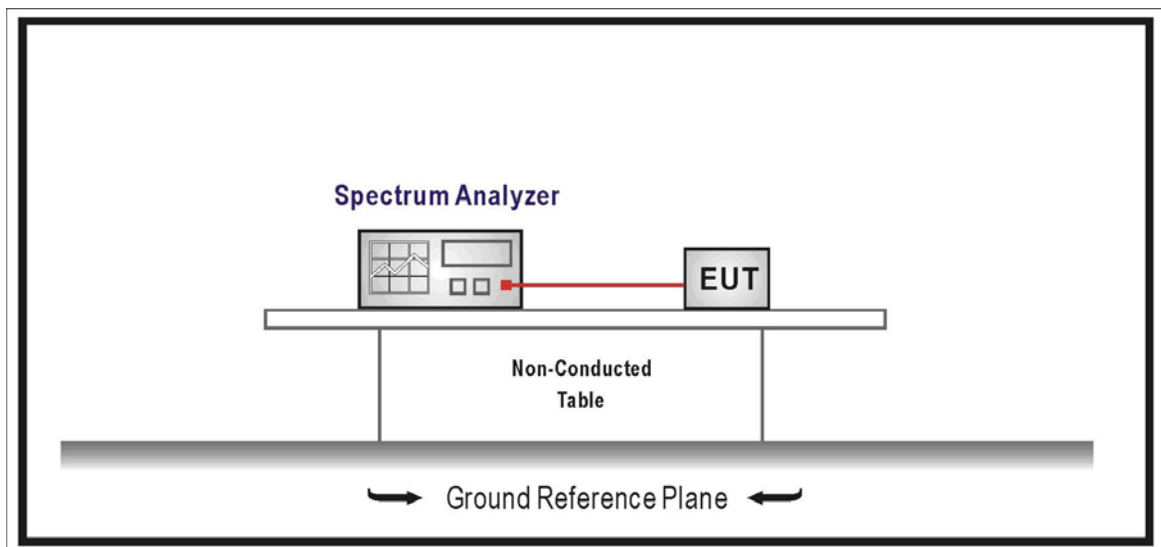 Spectrum Analyzer
EUT
Non-Conducted
Table
Ground Reference Plane